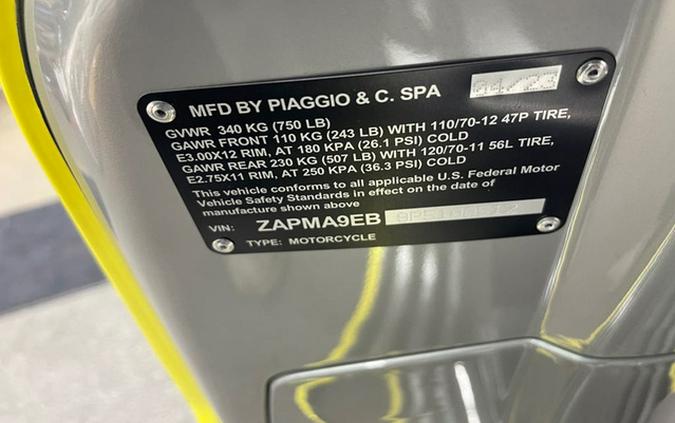 MFD BY PIAGGIO & C. SPA 04/23
GVWR 340 KG (750 LB)
GAWR FRONT 110 KG (243 LB) WITH 110/70-12 47P TIRE,
E3.00X12 RIM, AT 180 KPA (26.1 PSI) COLD
GAWR REAR 230 KG (507 LB) WITH 120/70-11 56L TIRE,
E2.75X11 RIM, AT 250 KPA (36.3 PSI) COLD
This vehicle conforms to all applicable U.S. Federal Motor
Vehicle Safety Standards in effect on the date of
manufacture shown above
VIN: ZAPMA9EB
TYPE: MOTORCYCLE